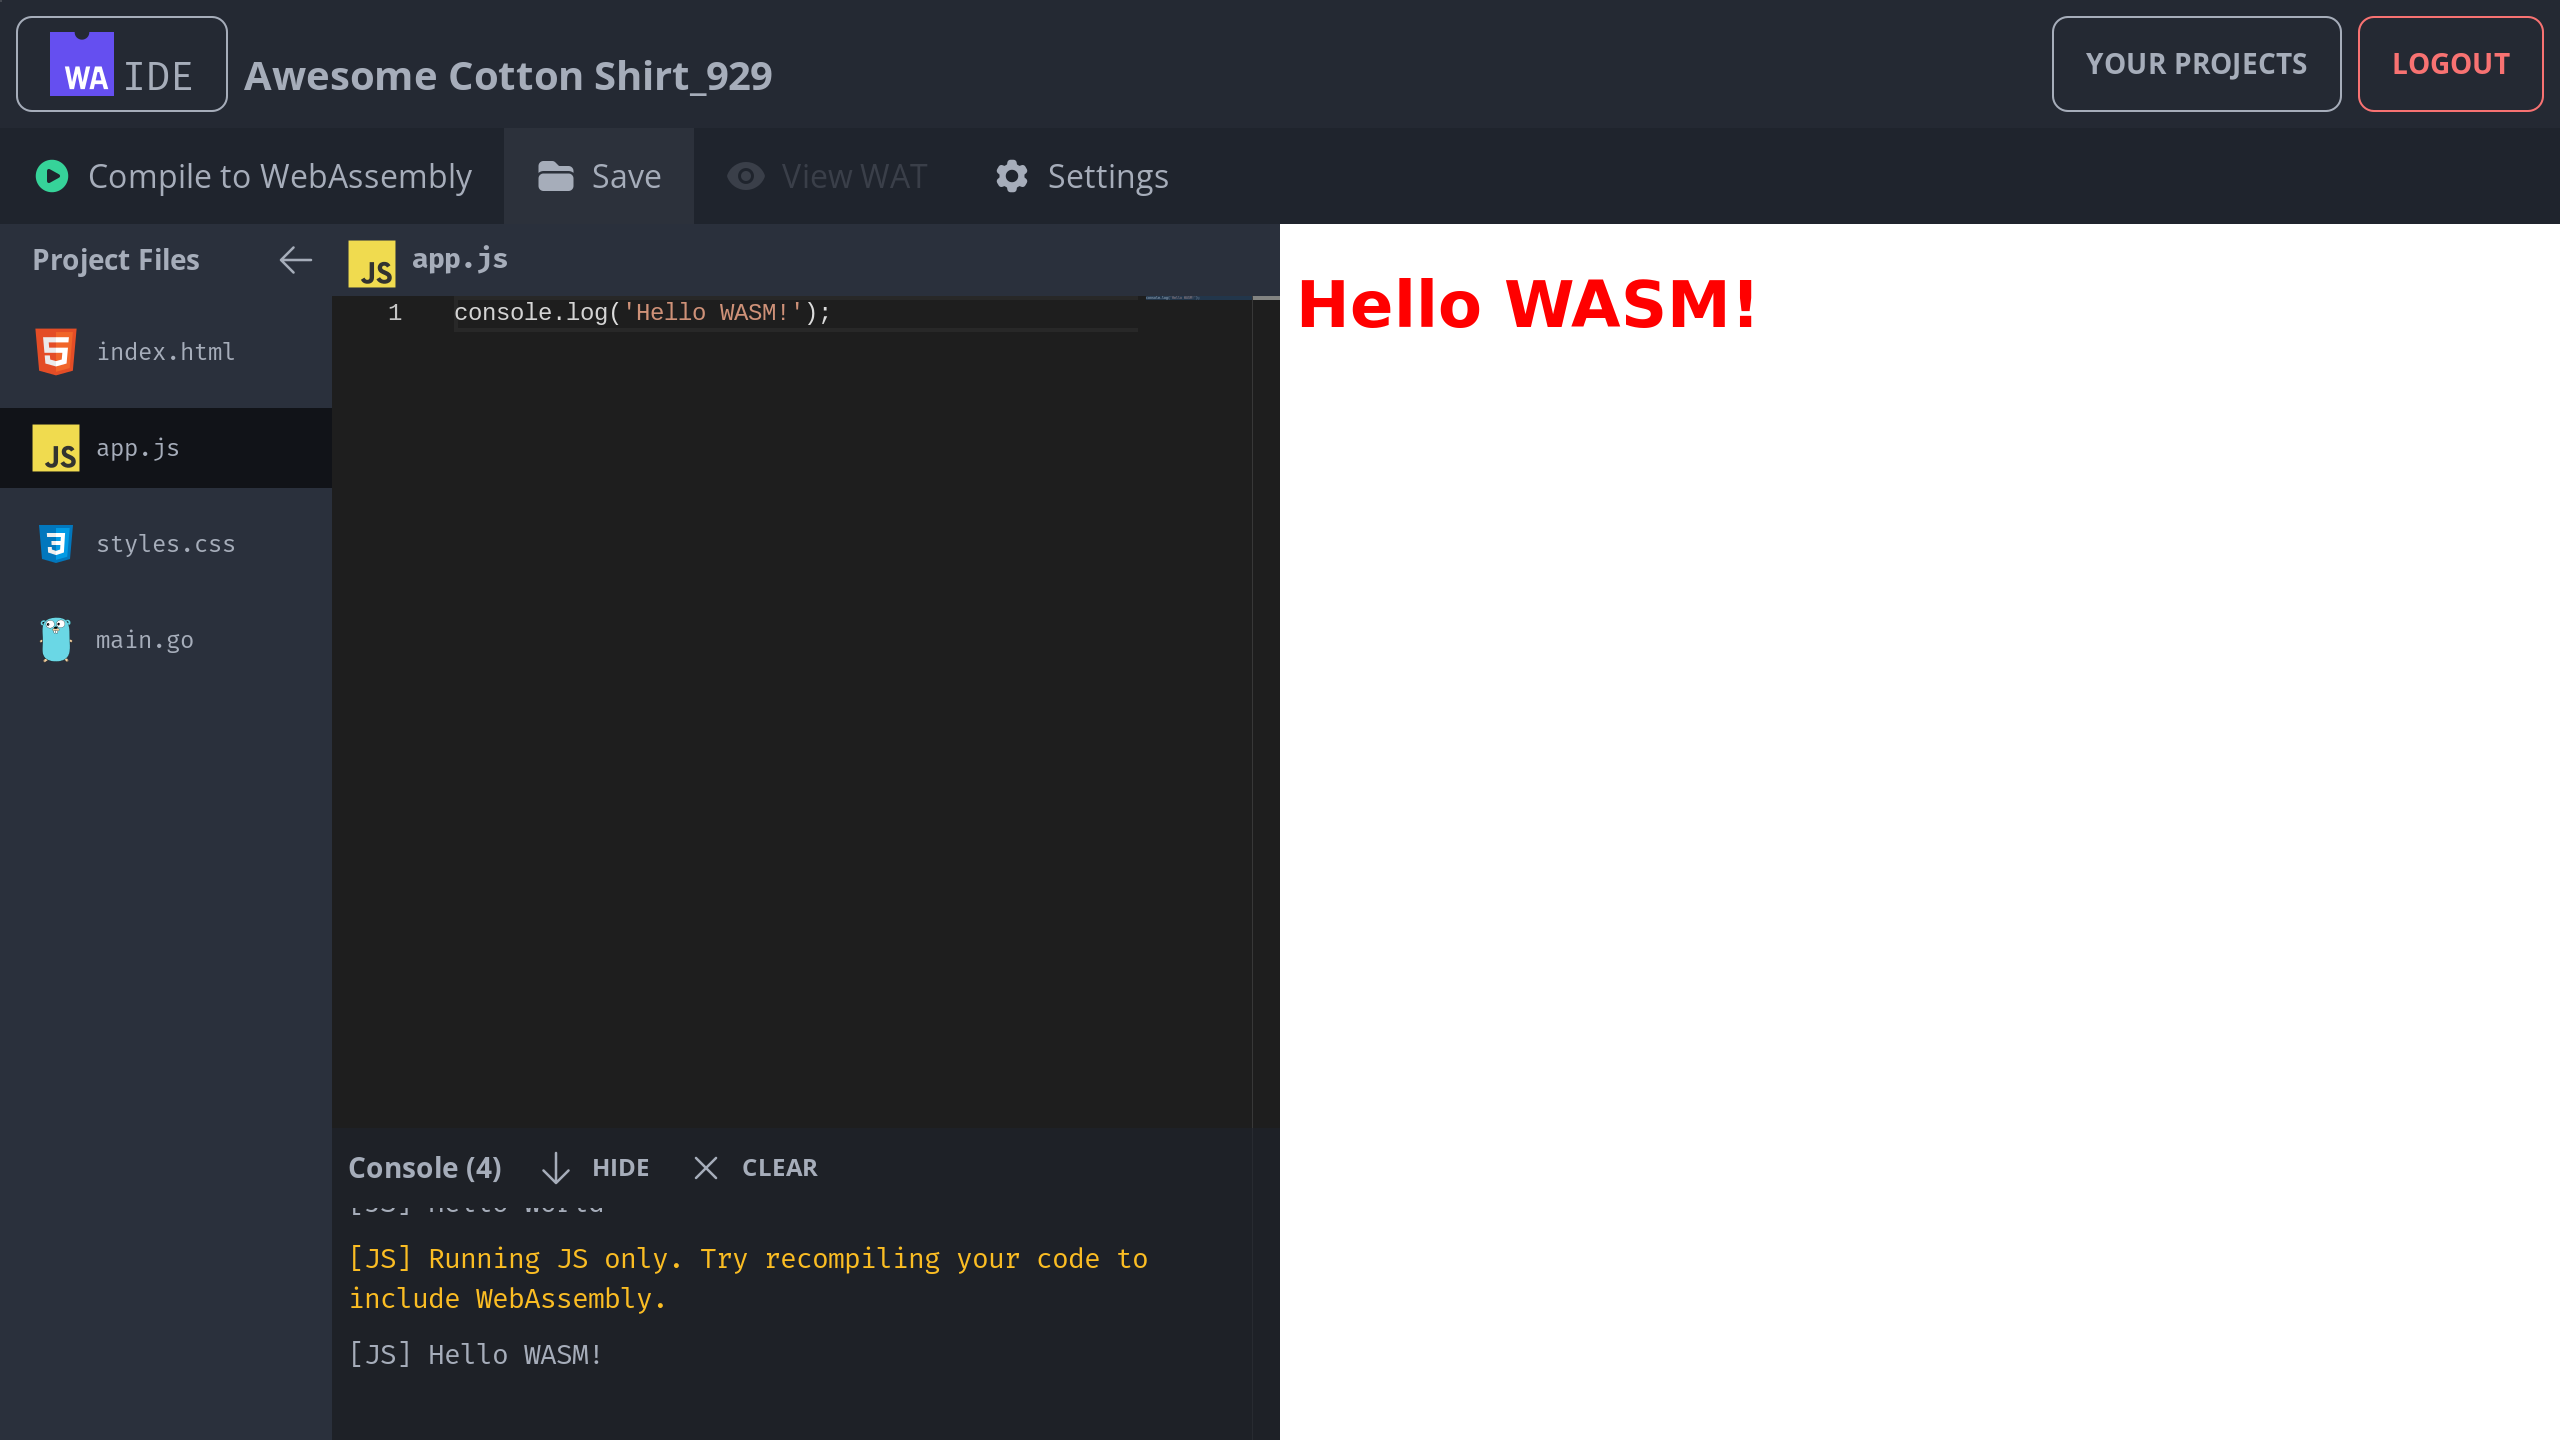 WA IDE Awesome Cotton Shirt_929 YOUR PROJECTS LOGOUT
Compile to WebAssembly Save View WAT Settings
Project Files
index.html
JS app.js
styles.css
main.go
JS app.js
1 console.log('Hello WASM!');
Console (4) HIDE CLEAR
[JS] Running JS only. Try recompiling your code to
include WebAssembly.
[JS] Hello WASM!
Hello WASM!